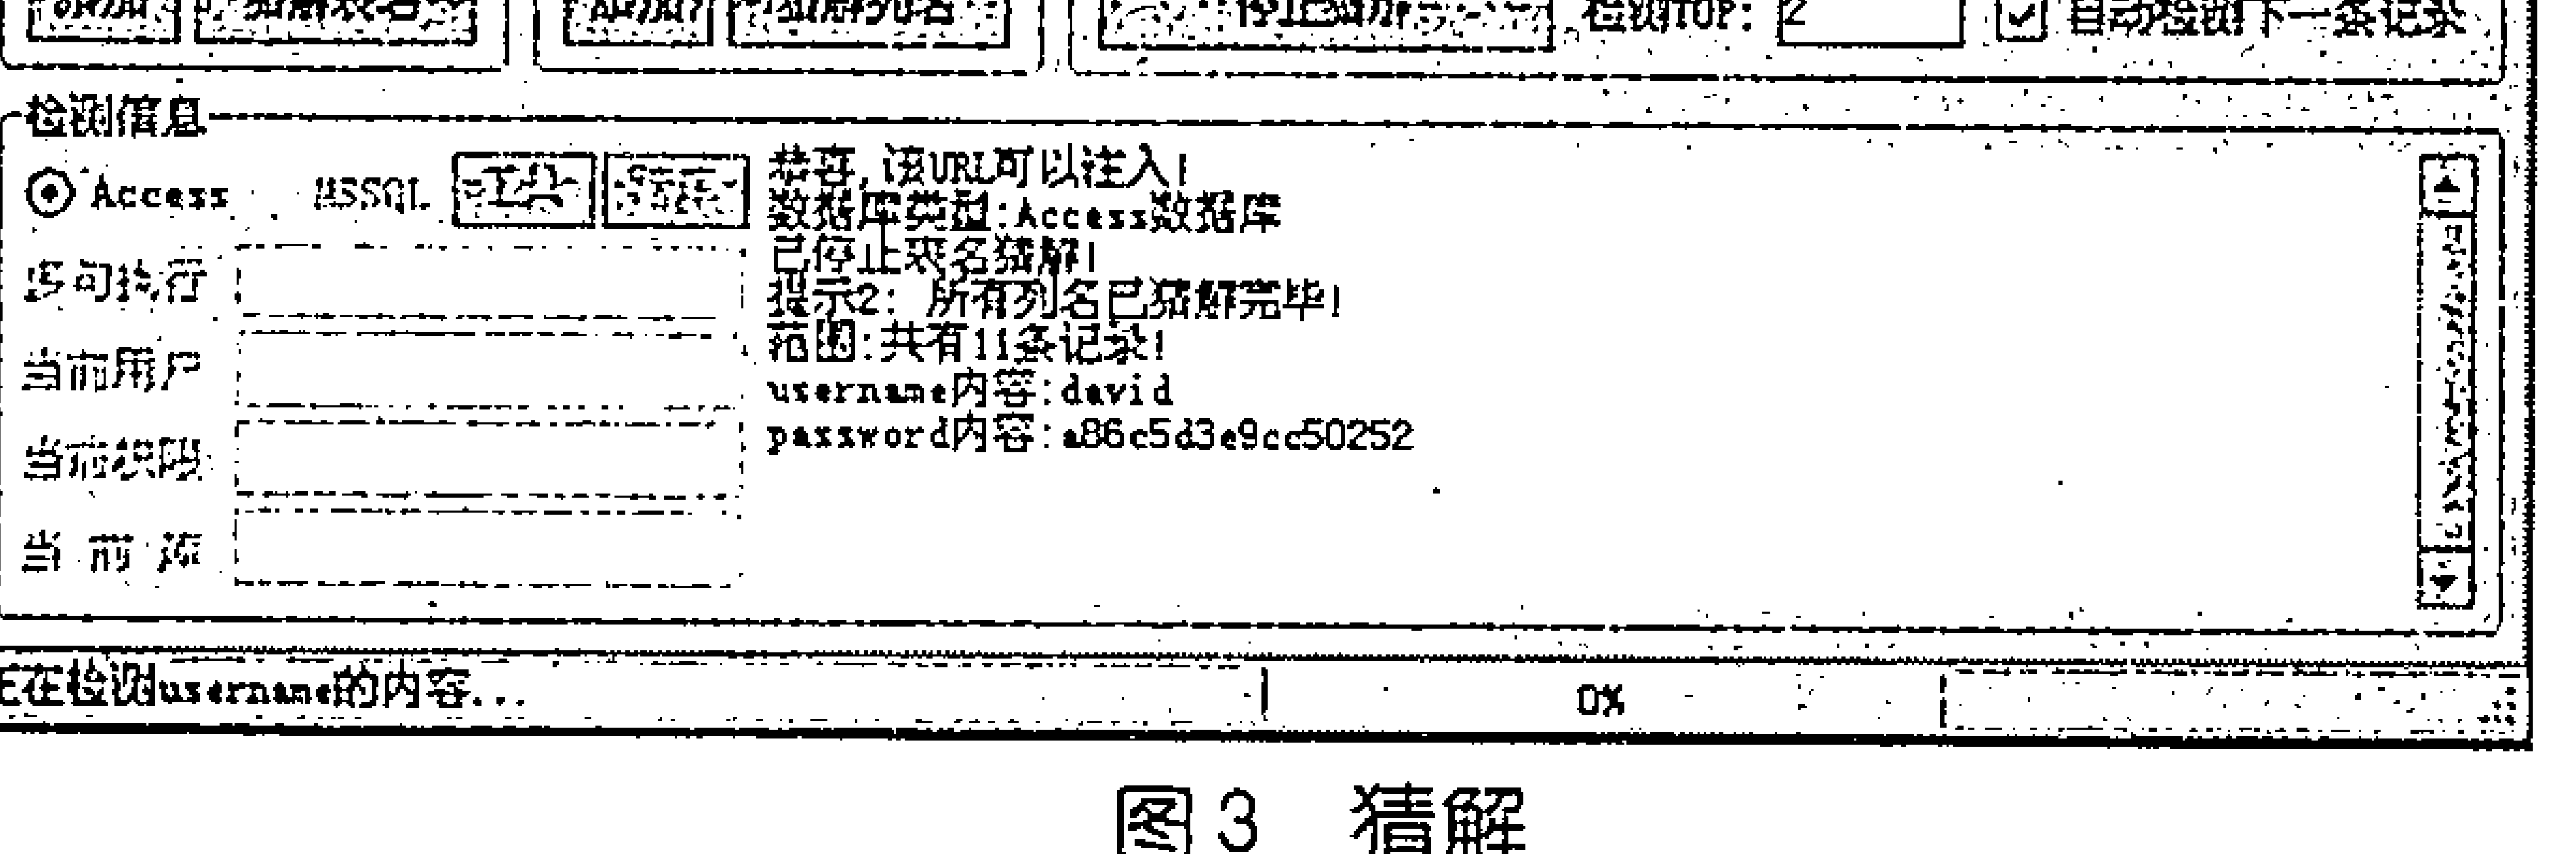 检测TOP: 2 自动检测下一条记录
检测信息
Access MSSQL
恭喜,该URL可以注入!
数据库类型:Access数据库
已停止表名猜解!
提示2: 所有列名已猜解完毕!
范围:共有11条记录!
username内容:david
password内容:a86c5d3e9cc50252
多句执行
当前用户
当前权限
当前库
正在检测username的内容...
0%
图3 猜解